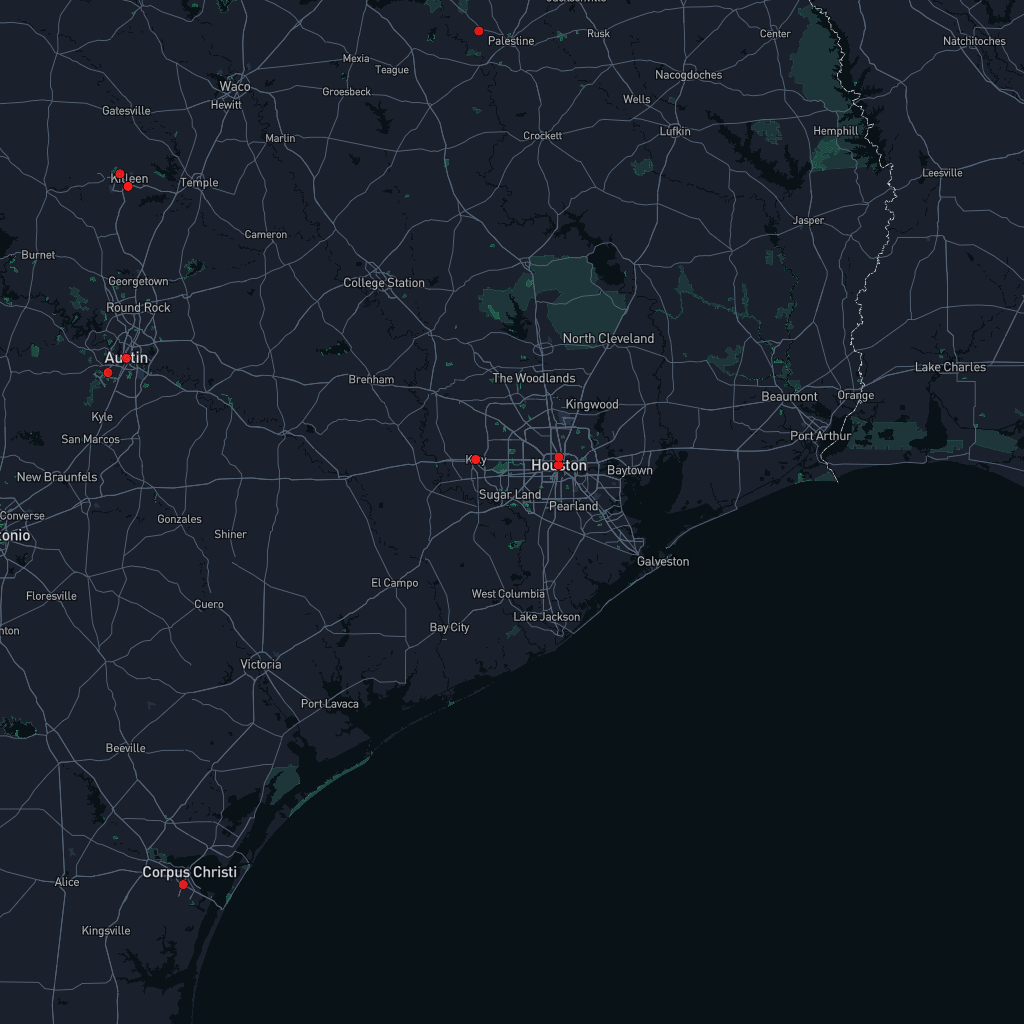 Jacksonville
Palestine
Rusk
Center
Natchitoches
Mexia
Teague
Nacogdoches
Waco
Groesbeck
Hewitt
Wells
Gatesville
Marlin
Crockett
Lufkin
Hemphill
Killeen
Temple
Leesville
Jasper
Cameron
Burnet
Georgetown
College Station
Round Rock
North Cleveland
Austin
Brenham
The Woodlands
Lake Charles
Kingwood
Beaumont
Orange
Kyle
San Marcos
Port Arthur
Katy
Houston
Baytown
New Braunfels
Sugar Land
Pearland
Converse
Gonzales
Shiner
tonio
Galveston
El Campo
West Columbia
Floresville
Cuero
Lake Jackson
Bay City
nton
Victoria
Port Lavaca
Beeville
Corpus Christi
Alice
Kingsville